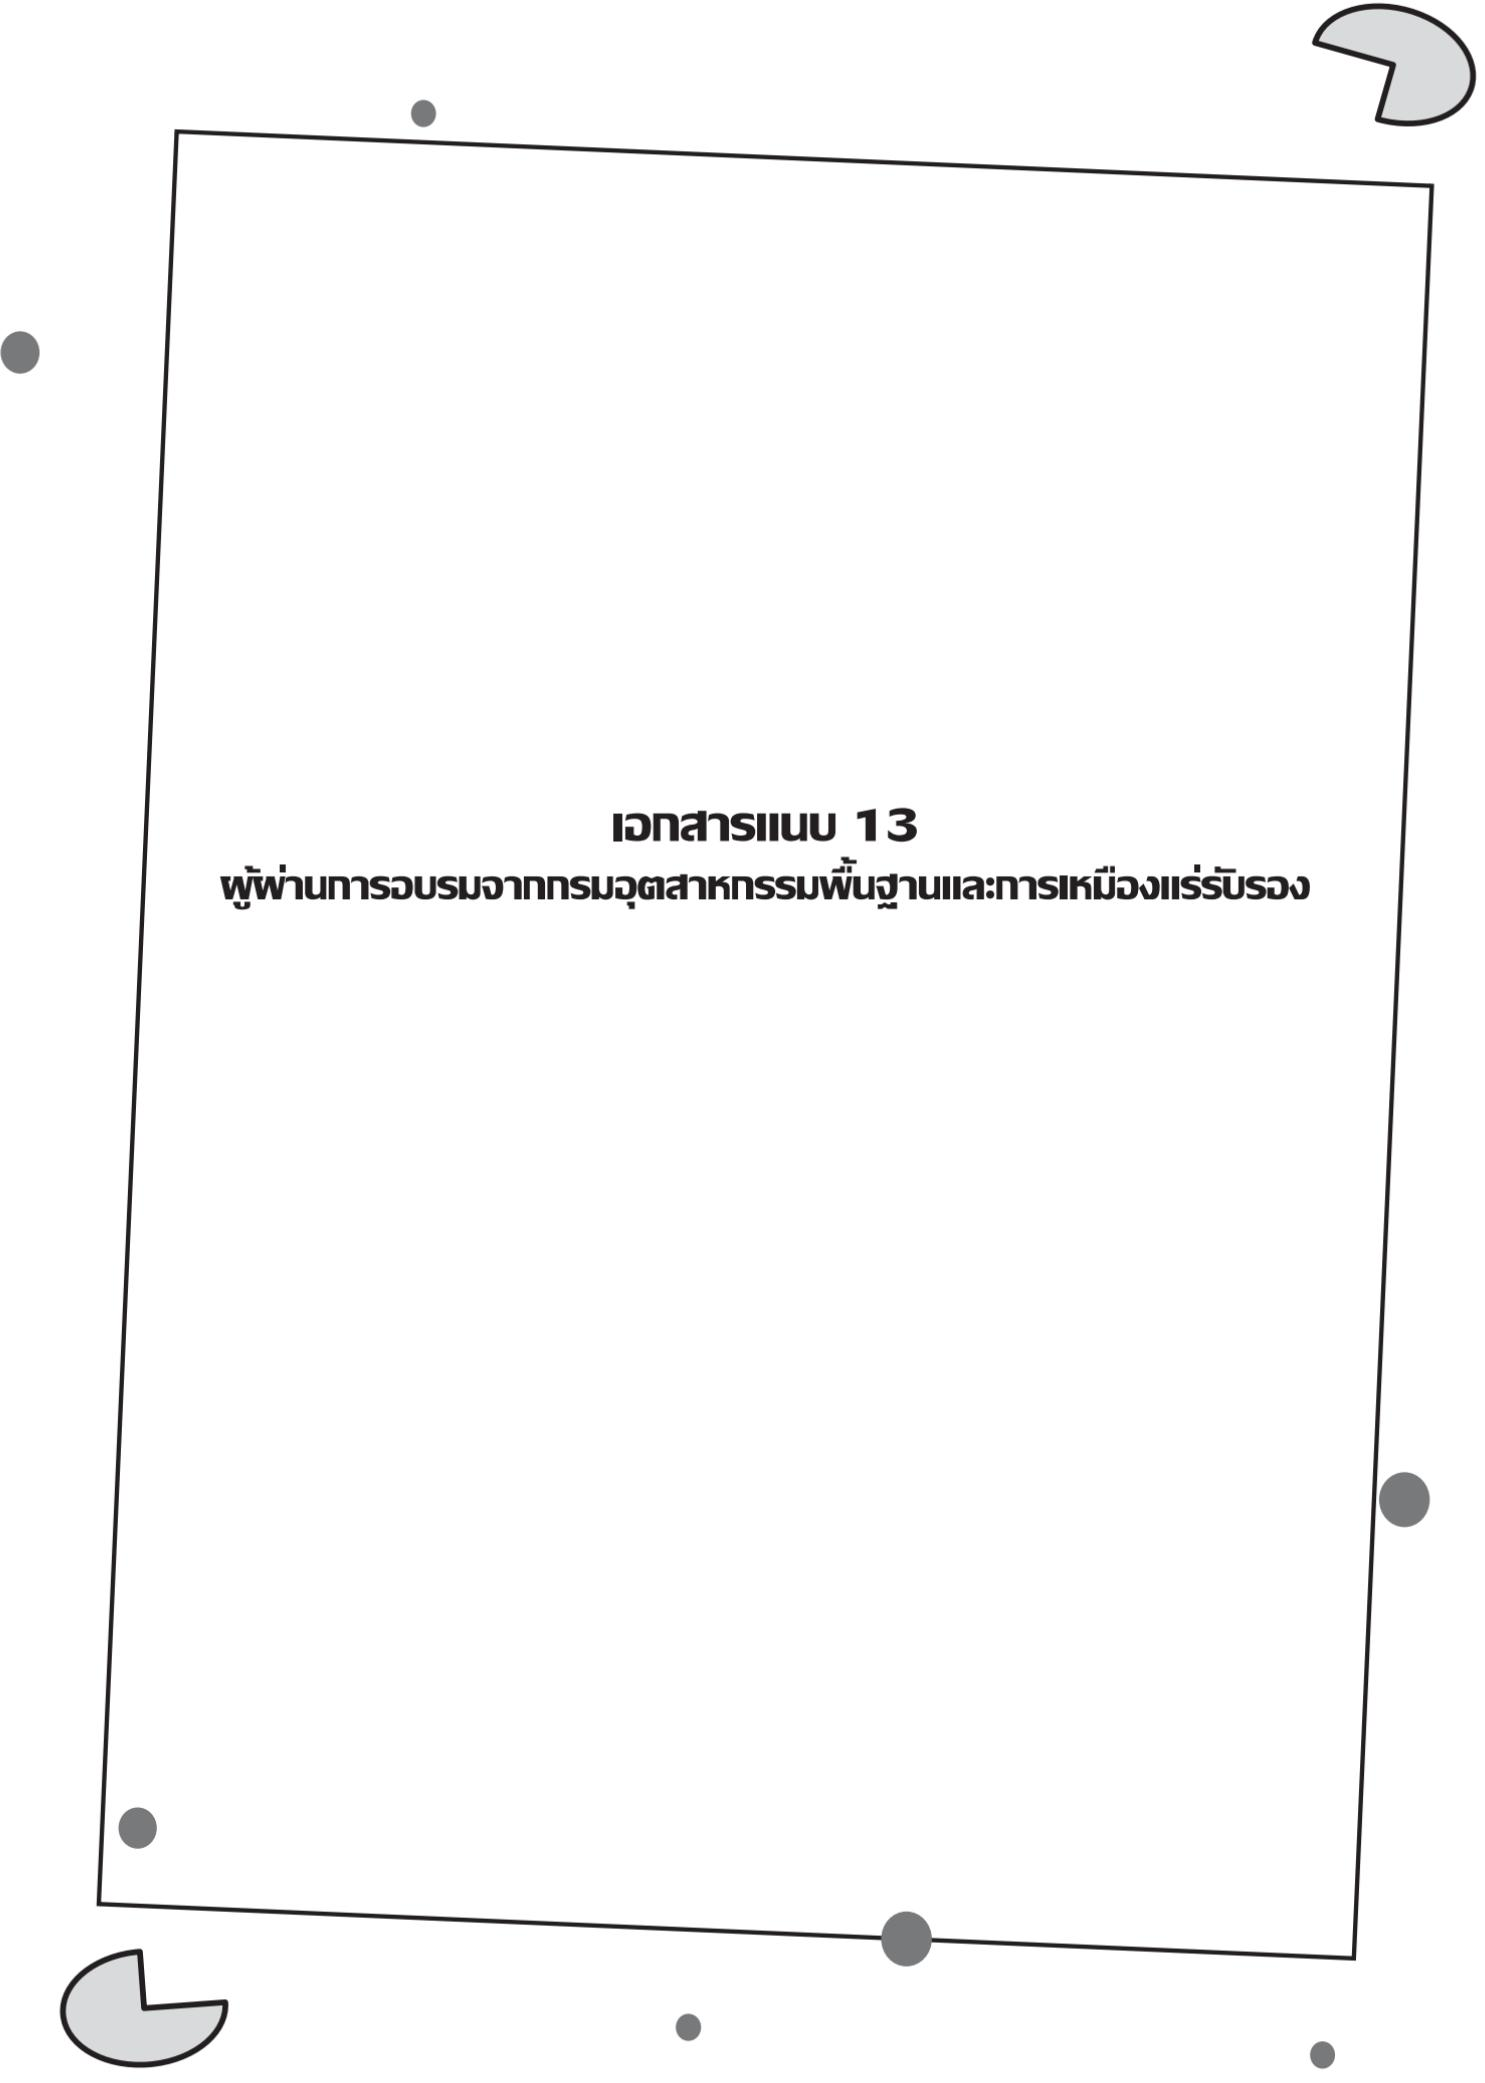 เอกสารแนบ 13
ผู้ผ่านการอบรมจากกรมอุตสาหกรรมพื้นฐานและการเหมืองแร่รับรอง